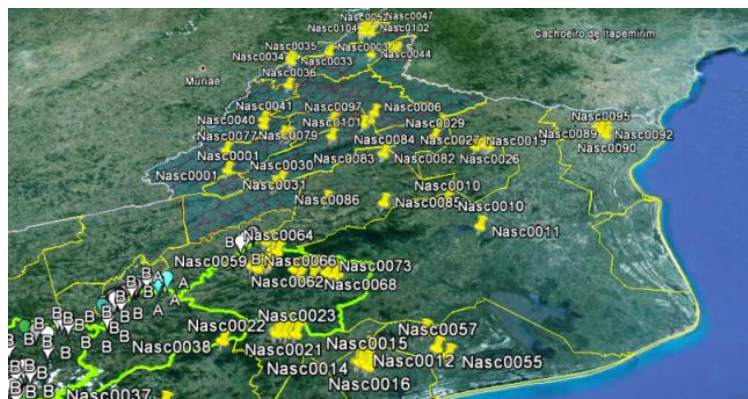 Nasc0047
Nasc0104
Nasc0102
Cachoeiro de Itapemirim
Nasc0035
Nasc0003
Nasc0044
Nasc0034
Nasc0033
Muriaé
Nasc0036
Nasc0041
Nasc0097
Nasc0006
Nasc0095
Nasc0040
Nasc0101
Nasc0029
Nasc0089
Nasc0092
Nasc0077
Nasc0079
Nasc0084
Nasc0027
Nasc0019
Nasc0090
Nasc0001
Nasc0030
Nasc0083
Nasc0082
Nasc0026
Nasc0001
Nasc0031
Nasc0010
Nasc0086
Nasc0085
Nasc0010
Nasc0011
Nasc0064
B
Nasc0059
B
Nasc0066
Nasc0073
B
A
Nasc0062
Nasc0068
B
B
A
B
A
B
B
B
A
B
B
B
Nasc0022
Nasc0023
Nasc0057
Nasc0038
Nasc0021
Nasc0015
Nasc0012
Nasc0055
Nasc0014
Nasc0016
Nasc0037